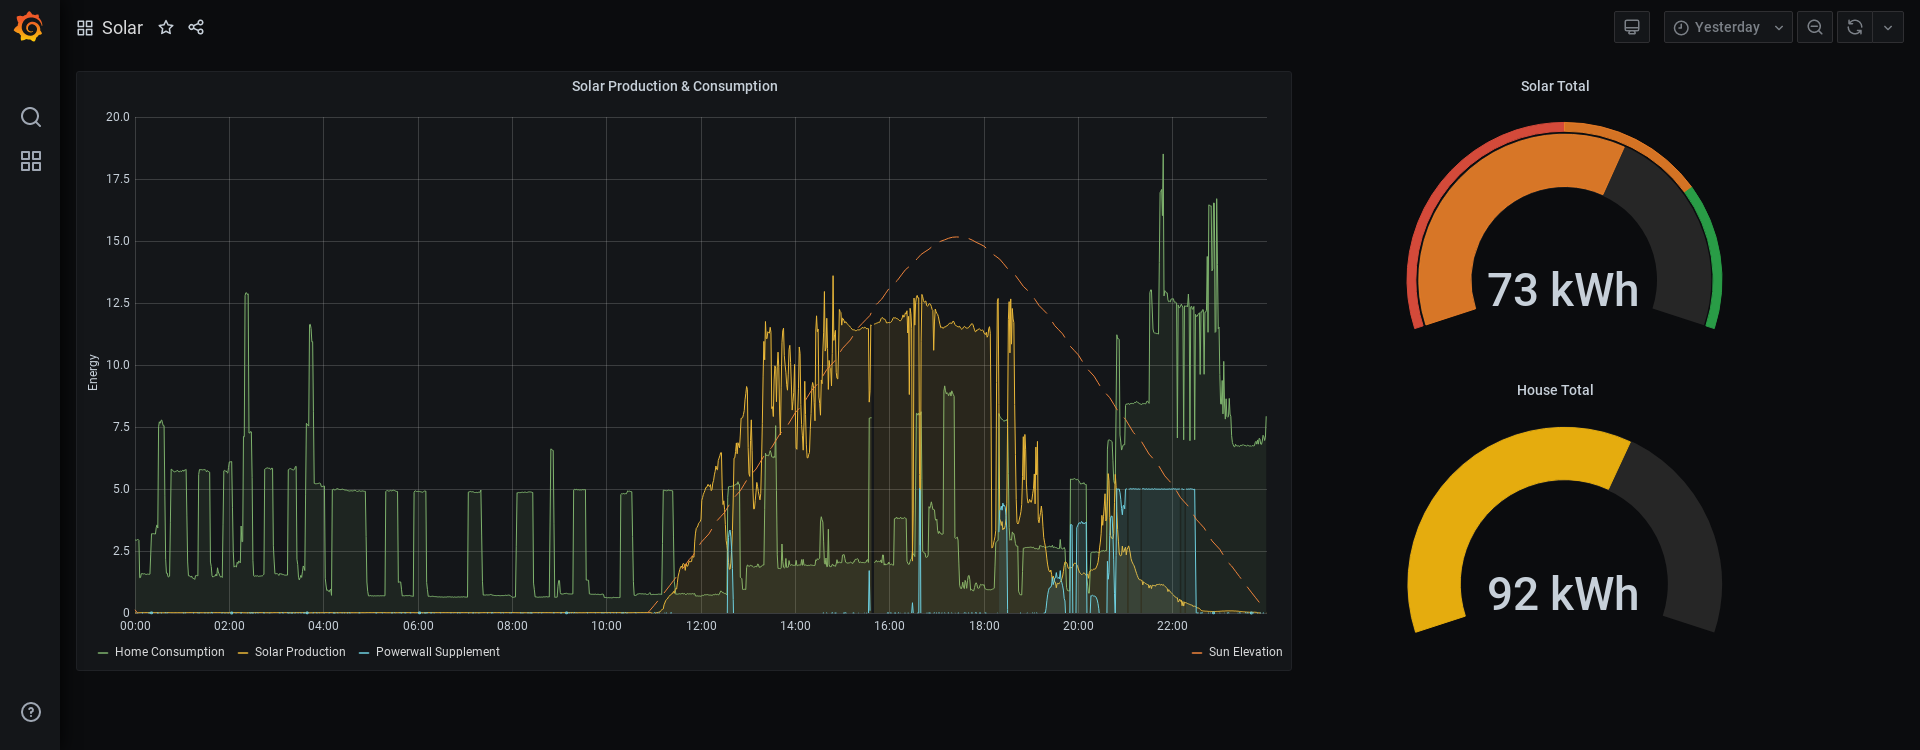 Solar
Yesterday
Solar Production & Consumption
Energy
20.0
17.5
15.0
12.5
10.0
7.5
5.0
2.5
0
00:00 02:00 04:00 06:00 08:00 10:00 12:00 14:00 16:00 18:00 20:00 22:00
Home Consumption Solar Production Powerwall Supplement Sun Elevation
Solar Total
73 kWh
House Total
92 kWh